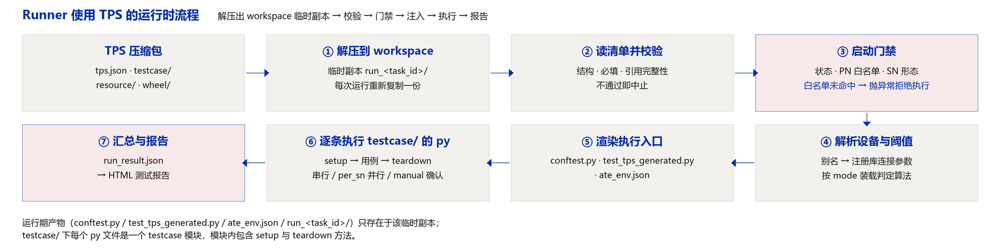 Runner 使用 TPS 的运行时流程
解压出 workspace 临时副本 → 校验 → 门禁 → 注入 → 执行 → 报告
TPS 压缩包
tps.json · testcase/
resource/ · wheel/
① 解压到 workspace
临时副本 run_<task_id>/
每次运行重新复制一份
② 读清单并校验
结构 · 必填 · 引用完整性
不通过即中止
③ 启动门禁
状态 · PN 白名单 · SN 形态
白名单未命中 → 抛异常拒绝执行
④ 解析设备与阈值
别名 → 注册库连接参数
按 mode 装载判定算法
⑤ 渲染执行入口
conftest.py · test_tps_generated.py
· ate_env.json
⑥ 逐条执行 testcase/ 的 py
setup → 用例 → teardown
串行 / per_sn 并行 / manual 确认
⑦ 汇总与报告
run_result.json
→ HTML 测试报告
运行期产物（conftest.py / test_tps_generated.py / ate_env.json / run_<task_id>/）只存在于该临时副本；
testcase/ 下每个 py 文件是一个 testcase 模块，模块内包含 setup 与 teardown 方法。